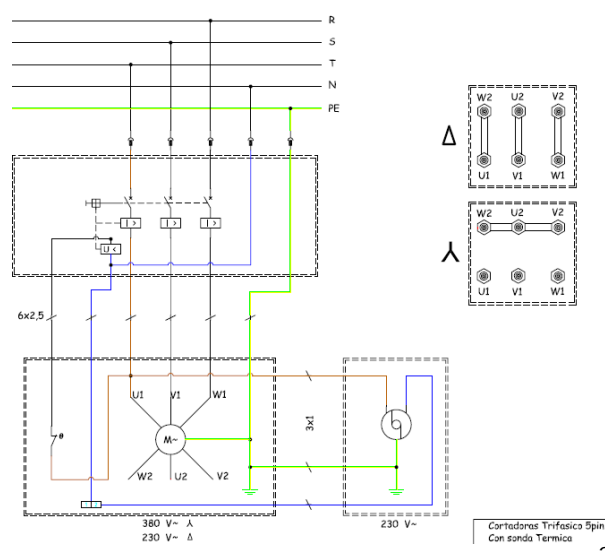 R
S
T
N
PE
W2 U2 V2
Δ
U1 V1 W1
I> I> I>
U<
W2 U2 V2
U1 V1 W1
6x2,5
U1 V1 W1
θ
M~
3x1
W2 U2 V2
380 V~ 人
230 V~ Δ
230 V~
Cortadoras Trifasico 5pin
Con sonda Termica